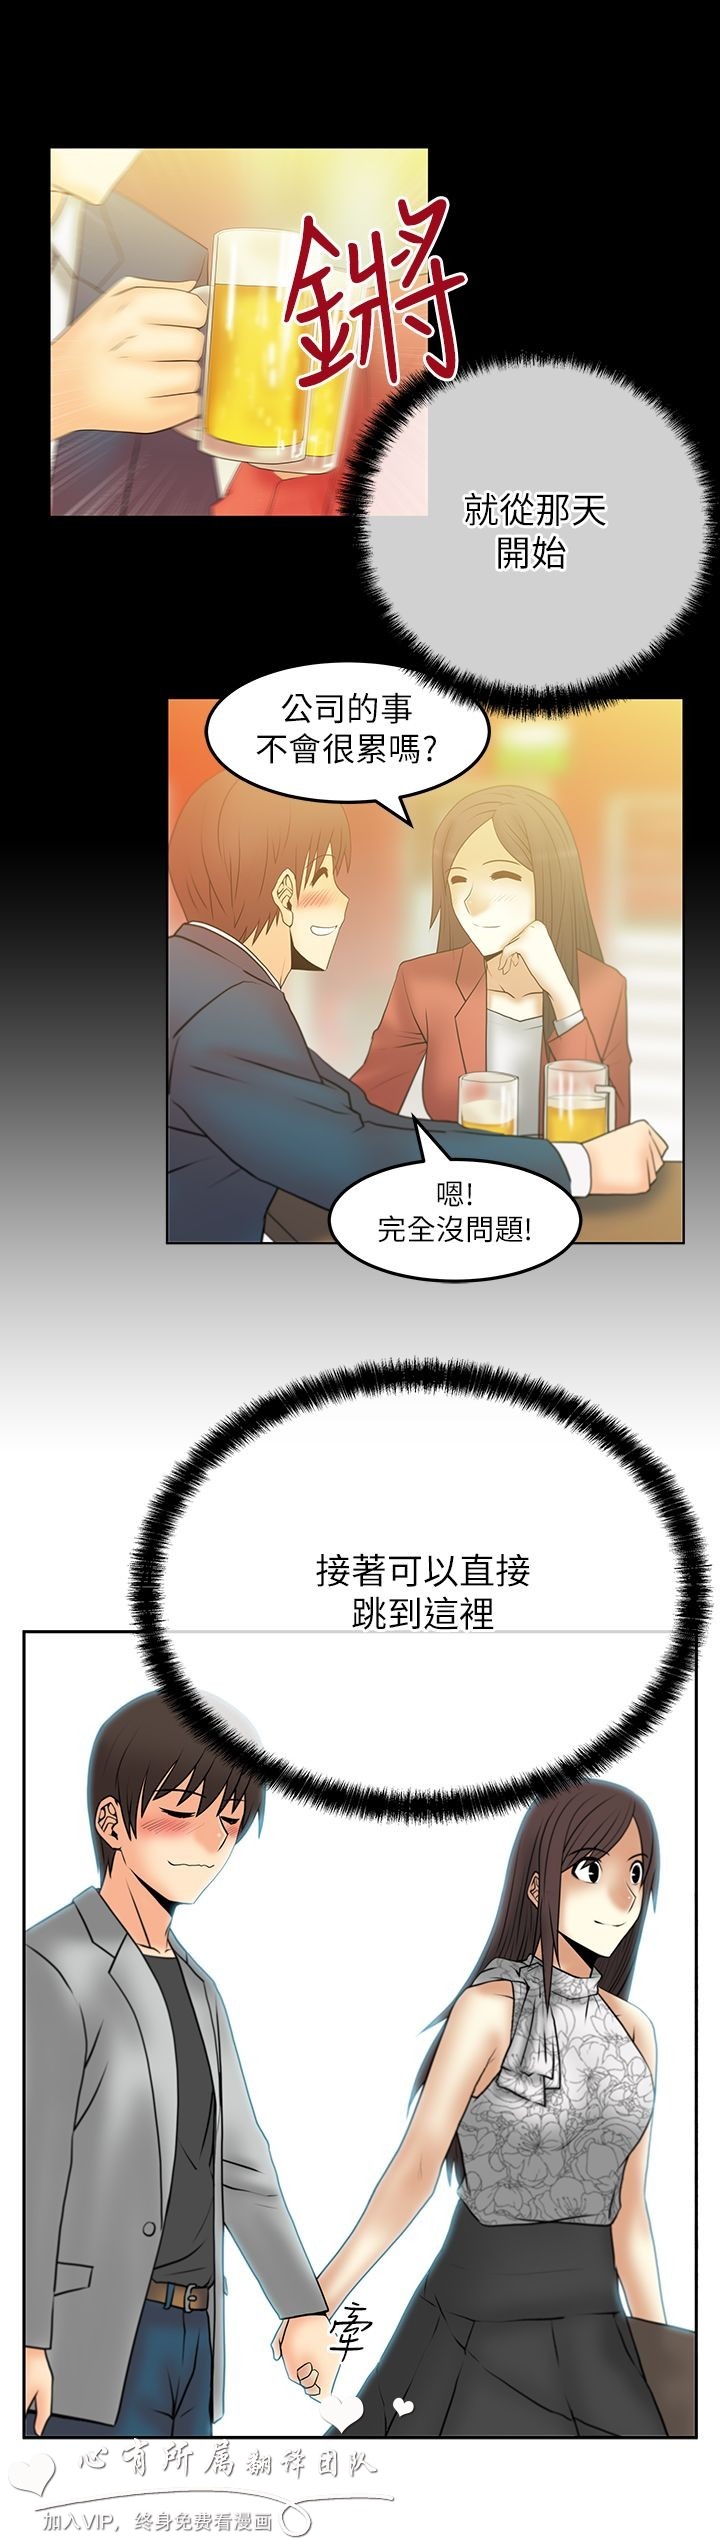 鏘
就從那天
開始
公司的事
不會很累嗎?
嗯!
完全沒問題!
接著可以直接
跳到這裡
牽
心有所属翻译团队
加入VIP，终身免费看漫画